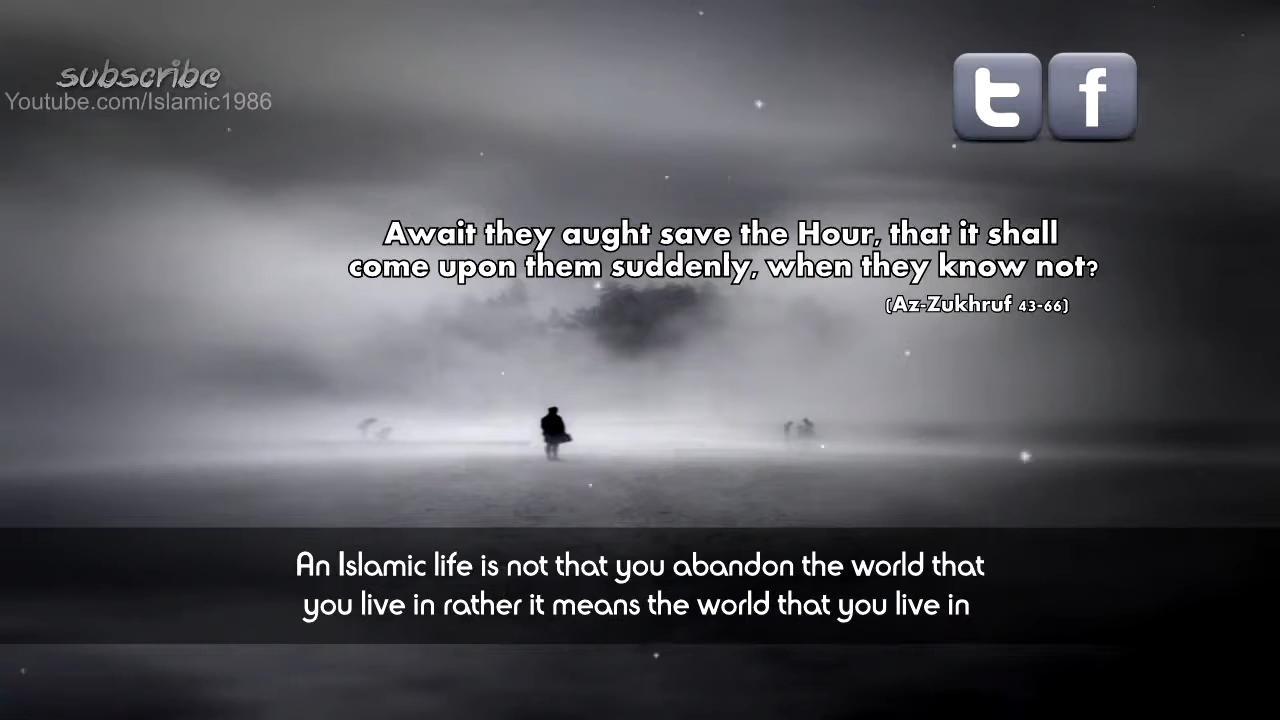 subscribe
Youtube.com/Islamic1986
t f
Await they aught save the Hour, that it shall
come upon them suddenly, when they know not?
(Az-Zukhruf 43-66)
An Islamic life is not that you abandon the world that
you live in rather it means the world that you live in